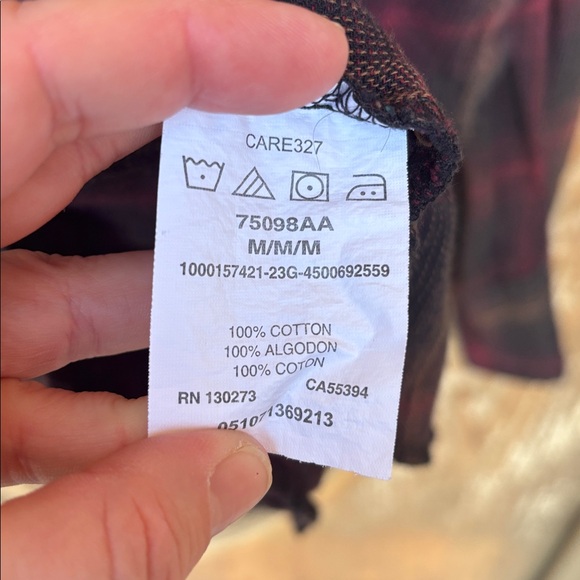 CARE327
75098AA
M/M/M
1000157421-23G-4500692559
100% COTTON
100% ALGODON
100% COTON
RN 130273 CA55394
051071369213